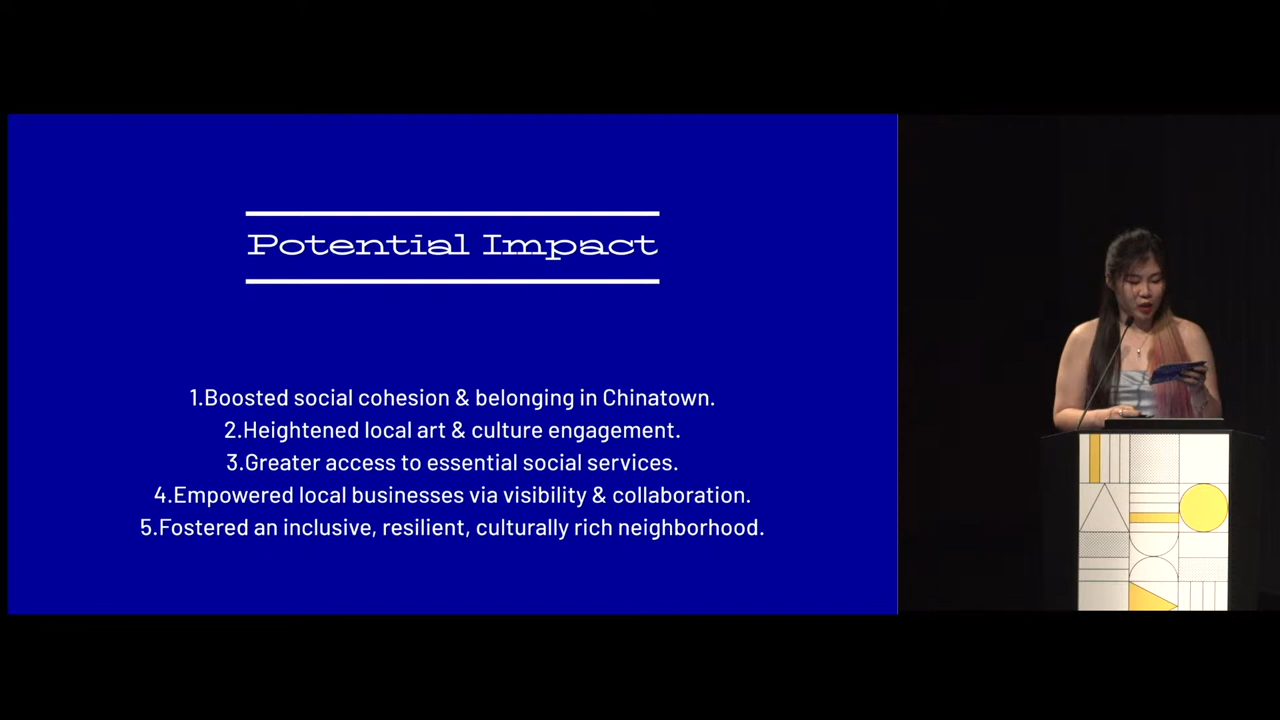 Potential Impact
1.Boosted social cohesion & belonging in Chinatown.
2.Heightened local art & culture engagement.
3.Greater access to essential social services.
4.Empowered local businesses via visibility & collaboration.
5.Fostered an inclusive, resilient, culturally rich neighborhood.